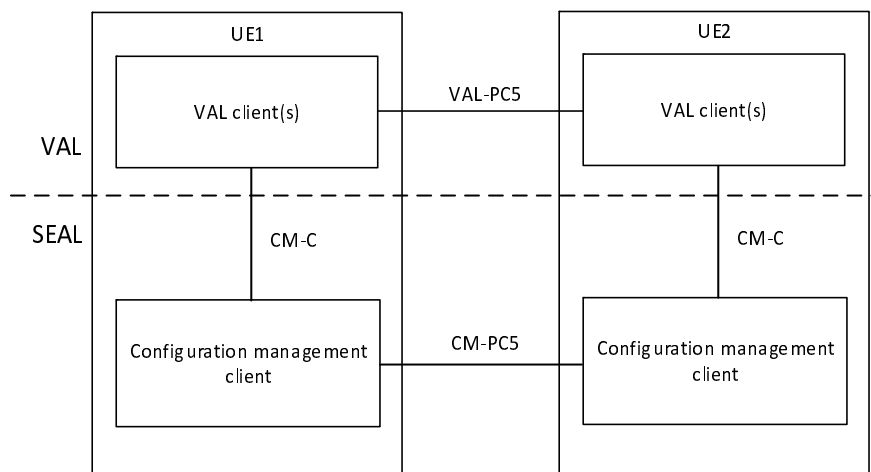 UE1
UE2
VAL client(s)
VAL-PC5
VAL client(s)
VAL
SEAL
CM-C
CM-C
Configuration management
client
CM-PC5
Configuration management
client